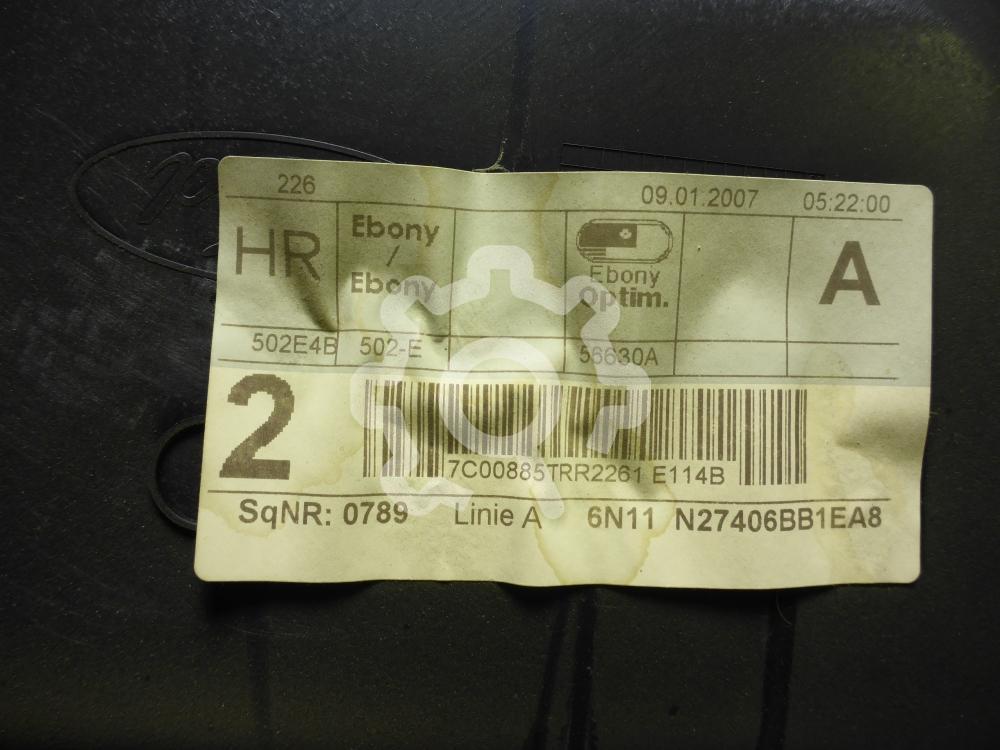 226 09.01.2007 05:22:00
HR Ebony / Ebony Ebony Optim. A
502E4B 502-E 56630A
2
7C00885TRR2261 E114B
SqNR: 0789 Linie A 6N11 N27406BB1EA8